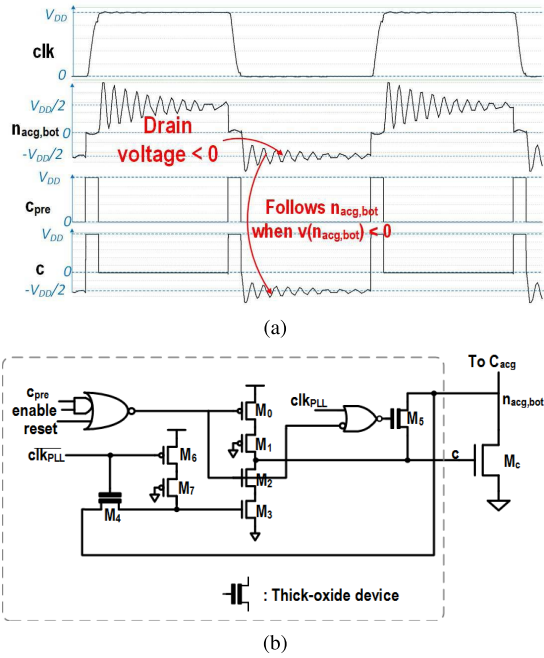 V_DD
clk
0
V_DD/2
n_acg,bot
0
-V_DD/2
Drain
voltage < 0
V_DD
c_pre
0
Follows n_acg,bot
when v(n_acg,bot) < 0
V_DD
c
0
-V_DD/2
(a)
To C_acg
c_pre
enable
reset
clk_PLL
M_0
M_5
n_acg,bot
c̅l̅k̅_PLL
M_6
M_1
c
M_c
M_7
M_2
M_4
M_3
: Thick-oxide device
(b)